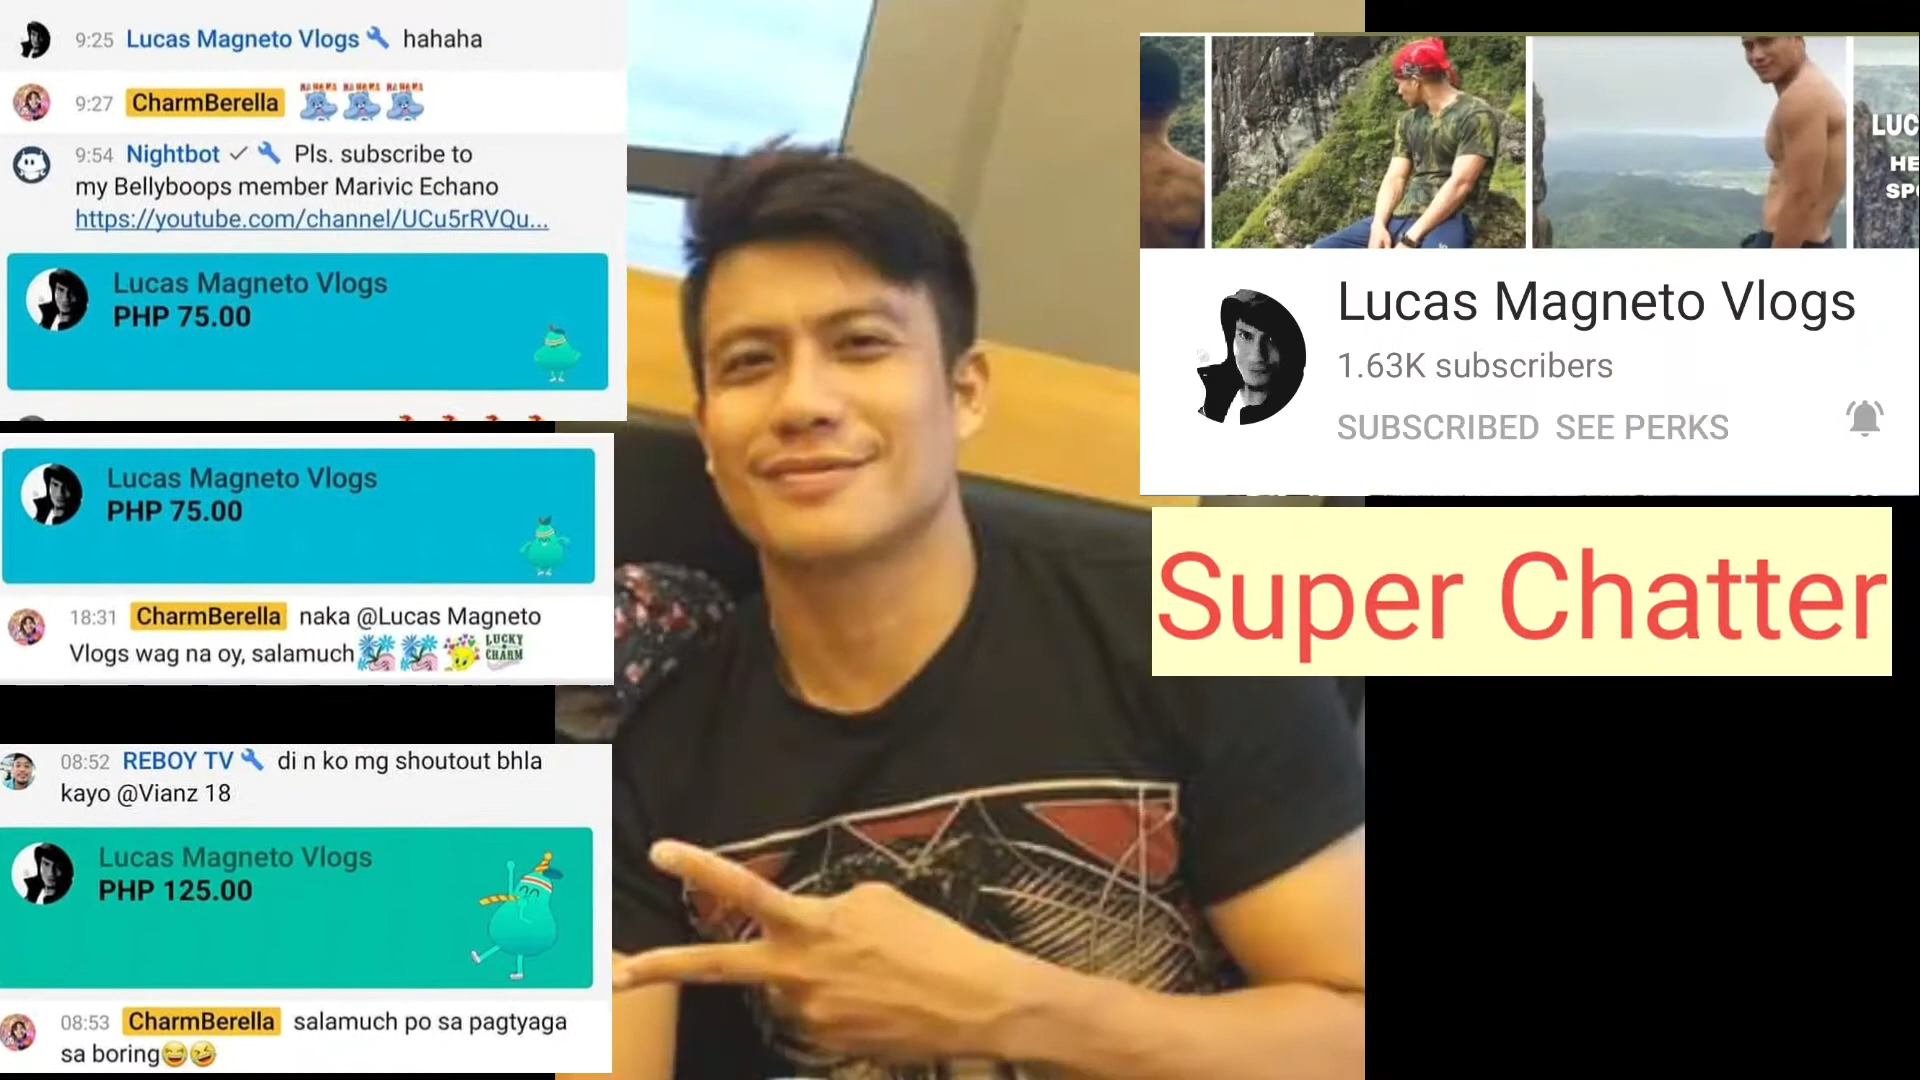 9:25 Lucas Magneto Vlogs hahaha
9:27 CharmBerella
9:54 Nightbot Pls. subscribe to
my Bellyboops member Marivic Echano
https://youtube.com/channel/UCu5rRVQu...
Lucas Magneto Vlogs
PHP 75.00
Lucas Magneto Vlogs
PHP 75.00
18:31 CharmBerella naka @Lucas Magneto
Vlogs wag na oy, salamuch
LUCKY
CHARM
08:52 REBOY TV di n ko mg shoutout bhla
kayo @Vianz 18
Lucas Magneto Vlogs
PHP 125.00
08:53 CharmBerella salamuch po sa pagtyaga
sa boring😄🤣
LUC
HE
SPO
Lucas Magneto Vlogs
1.63K subscribers
SUBSCRIBED SEE PERKS
Super Chatter